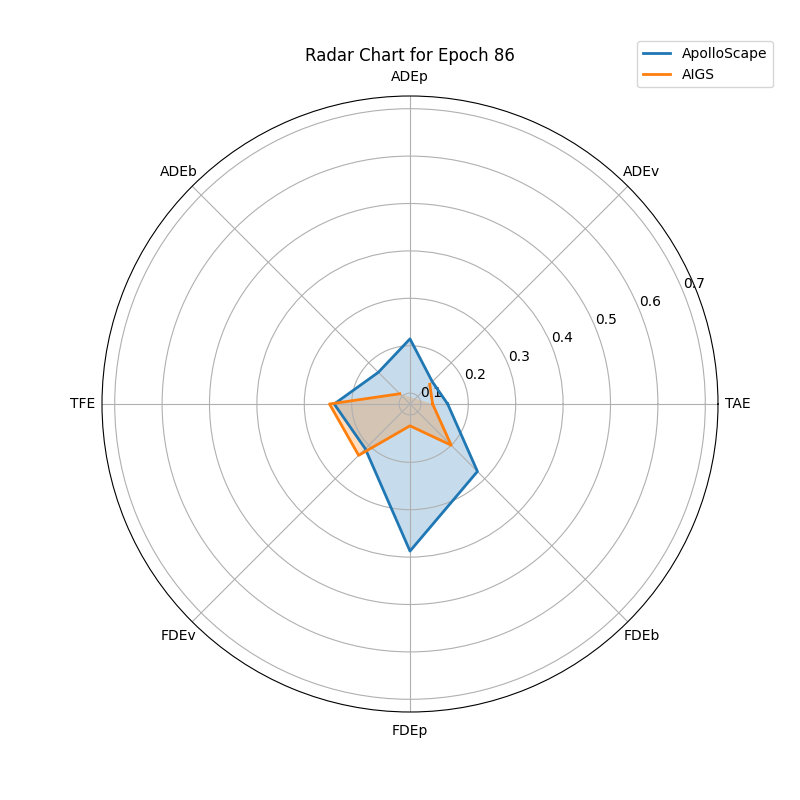 Radar Chart for Epoch 86
ApolloScape
AIGS
ADEp
ADEb
ADEv
0.7
0.6
0.5
0.4
0.3
0.2
0.1
TFE
TAE
FDEv
FDEb
FDEp